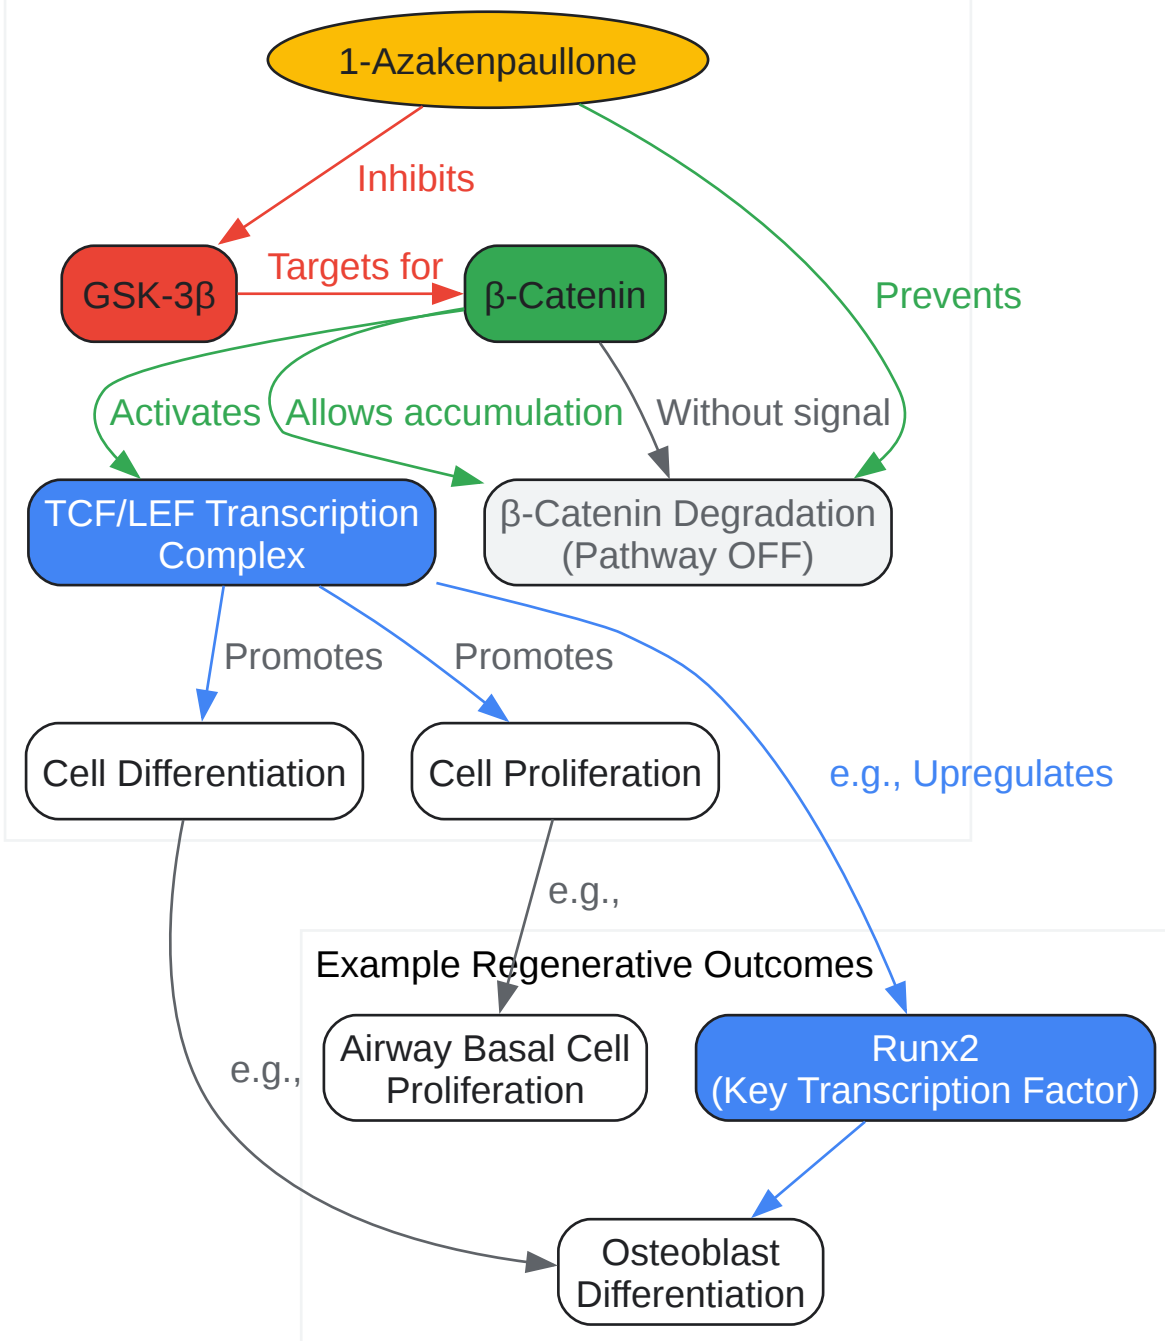 1-Azakenpaullone
Inhibits
Targets for
GSK-3β
β-Catenin
Prevents
Activates
Allows accumulation
Without signal
TCF/LEF Transcription
Complex
β-Catenin Degradation
(Pathway OFF)
Promotes
Promotes
Cell Differentiation
Cell Proliferation
e.g., Upregulates
e.g.,
Example Regenerative Outcomes
Airway Basal Cell
Proliferation
Runx2
(Key Transcription Factor)
e.g.,
Osteoblast
Differentiation